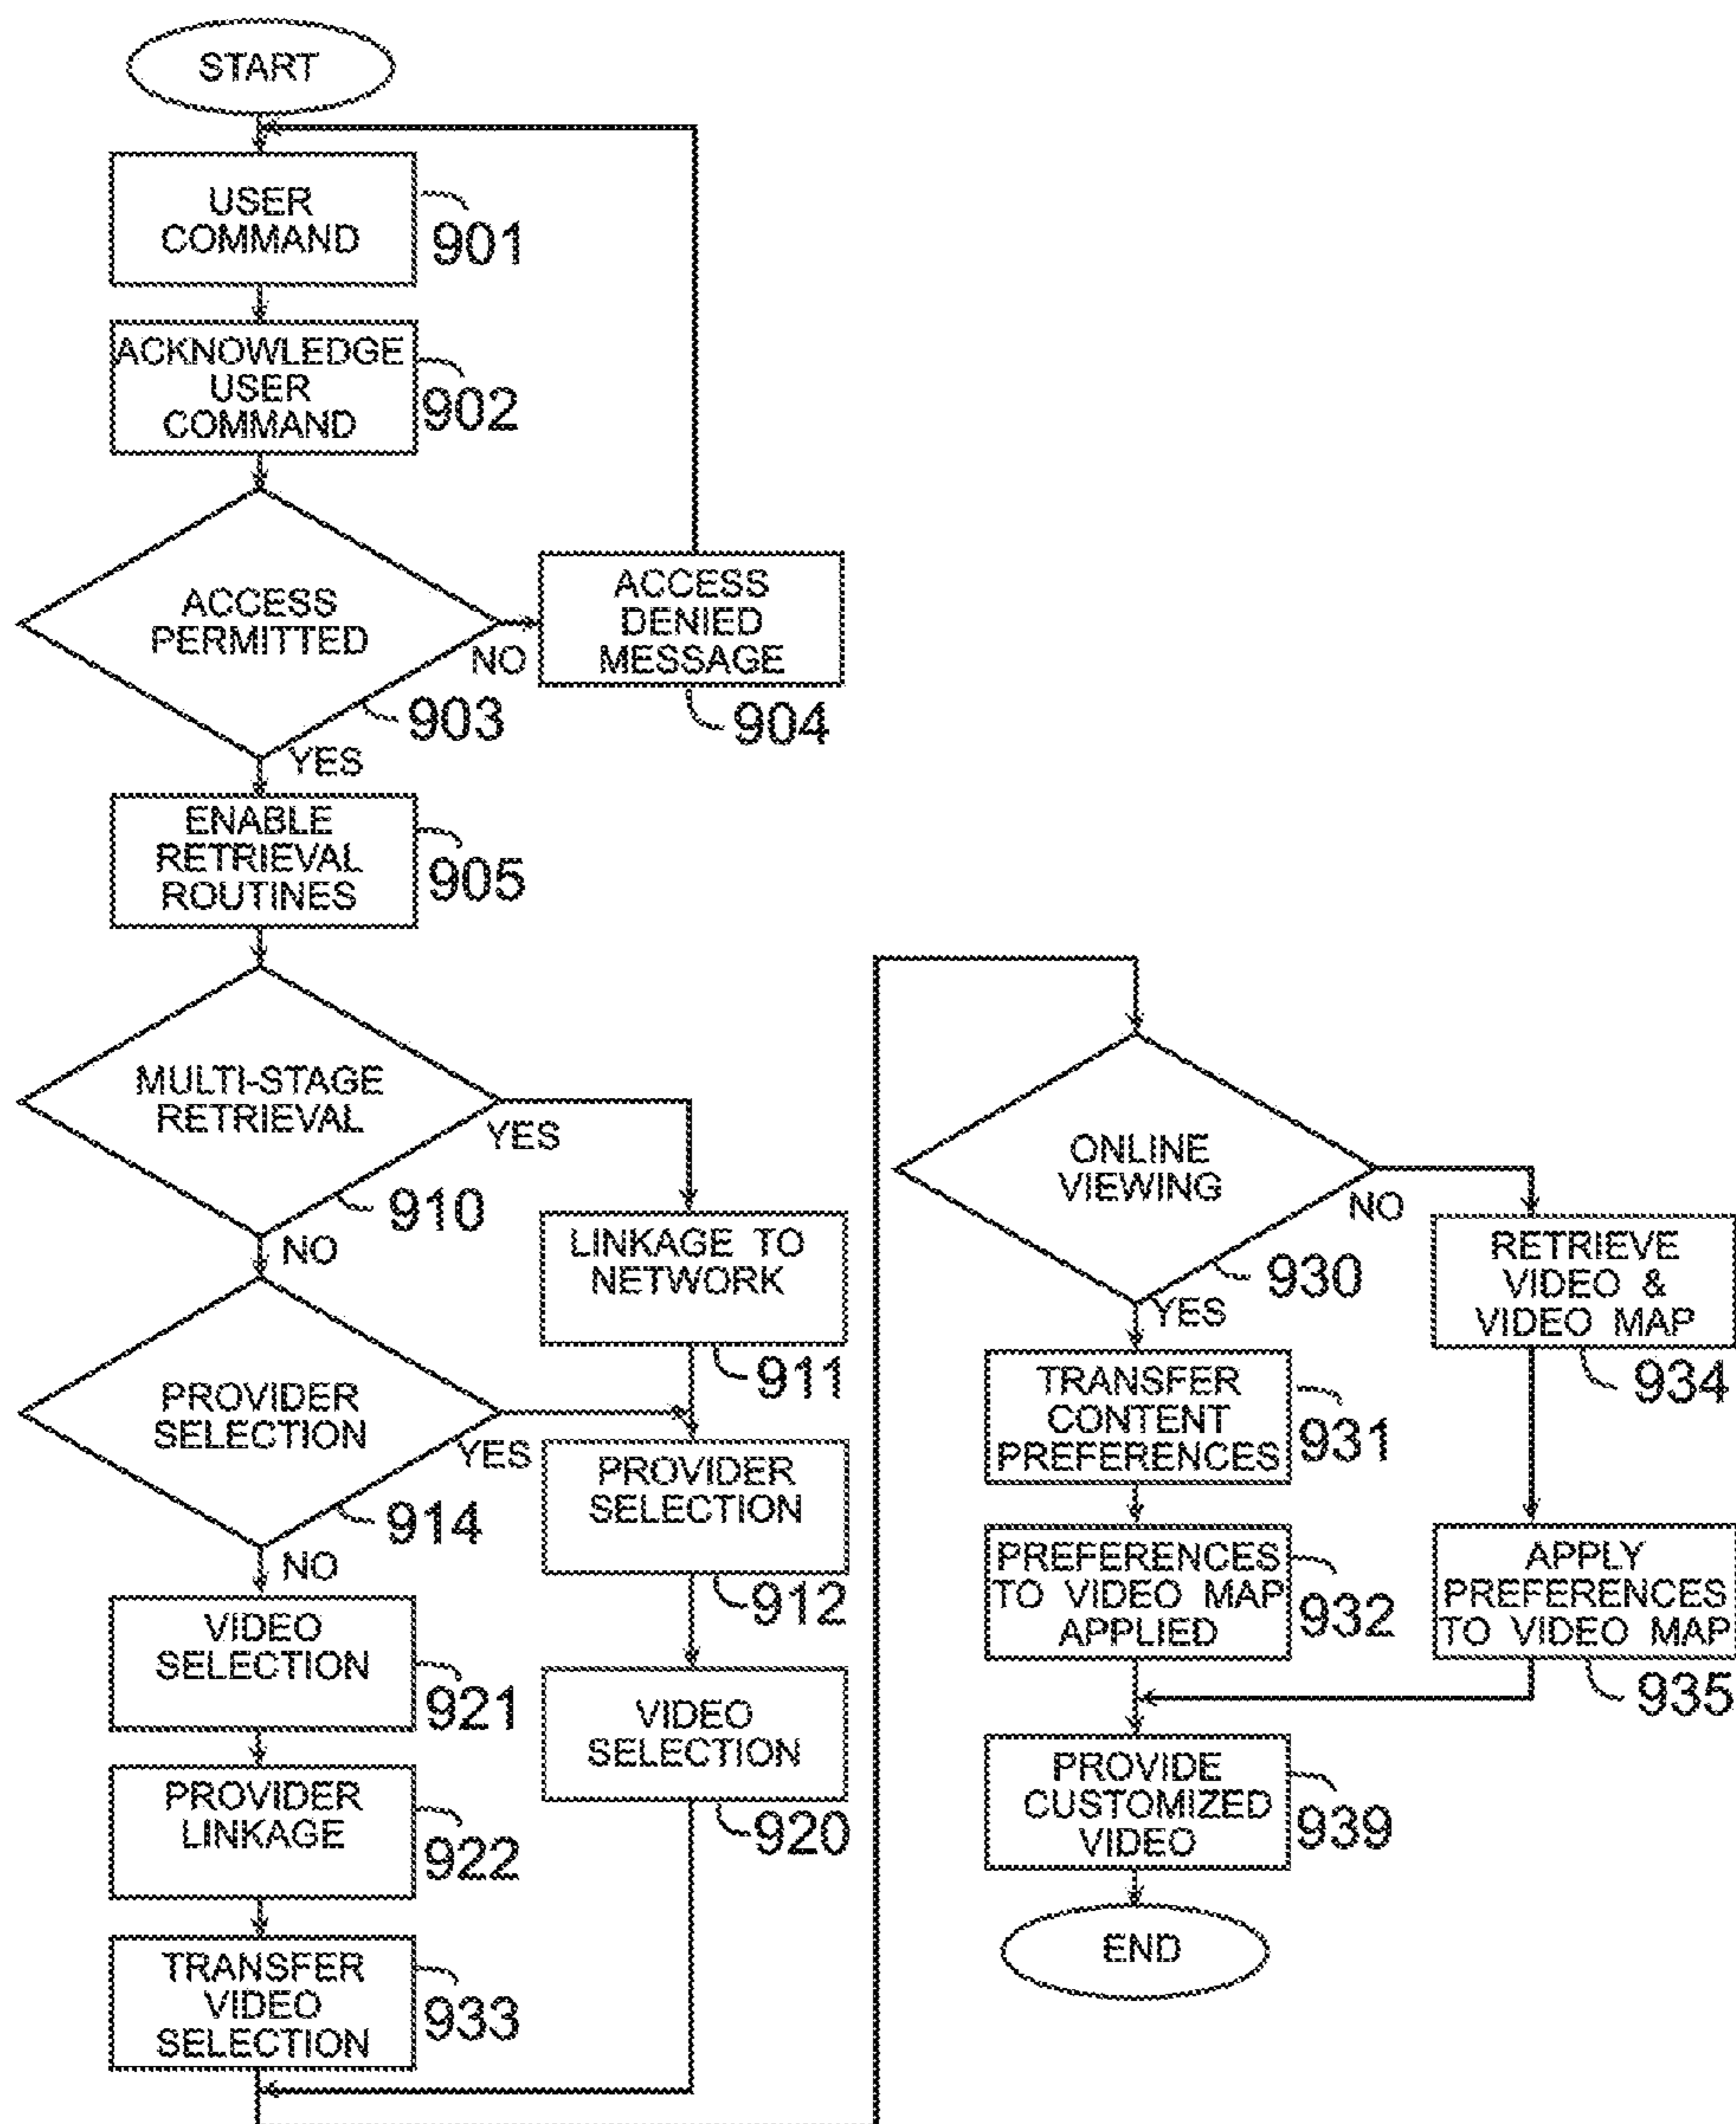 START
USER
COMMAND
901
ACKNOWLEDGE
USER
COMMAND
902
ACCESS
PERMITTED
NO
903
YES
ACCESS
DENIED
MESSAGE
904
ENABLE
RETRIEVAL
ROUTINES
905
MULTI-STAGE
RETRIEVAL
YES
910
NO
LINKAGE TO
NETWORK
911
PROVIDER
SELECTION
YES
914
NO
PROVIDER
SELECTION
912
VIDEO
SELECTION
921
VIDEO
SELECTION
920
PROVIDER
LINKAGE
922
TRANSFER
VIDEO
SELECTION
933
ONLINE
VIEWING
NO
930
YES
RETRIEVE
VIDEO &
VIDEO MAP
934
TRANSFER
CONTENT
PREFERENCES
931
PREFERENCES
TO VIDEO MAP
APPLIED
932
APPLY
PREFERENCES
TO VIDEO MAP
935
PROVIDE
CUSTOMIZED
VIDEO
939
END